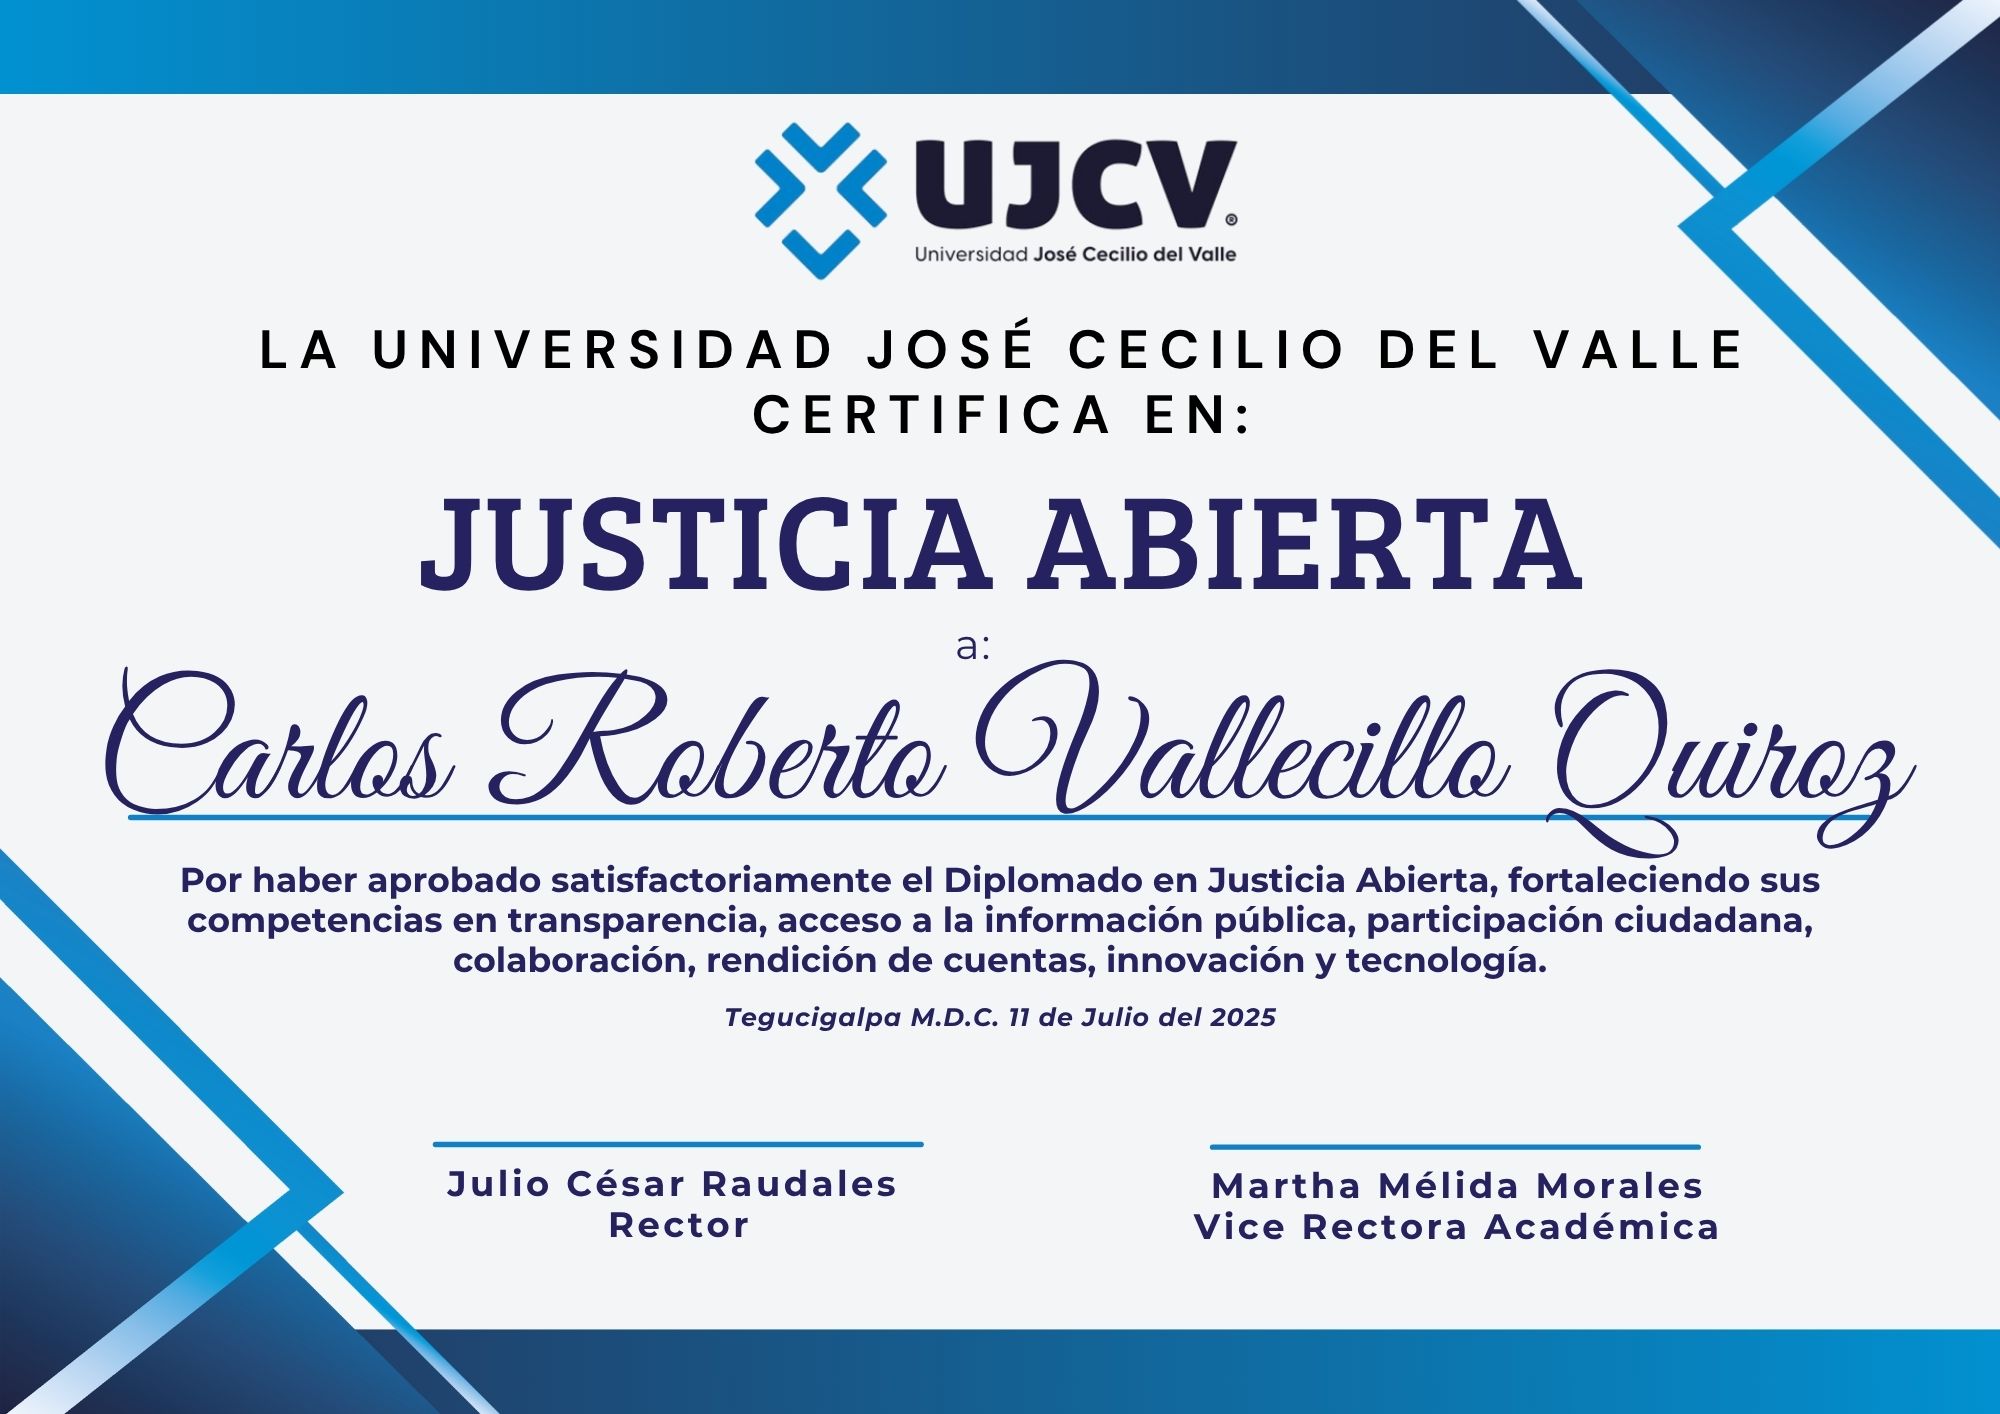 UJCV®
Universidad José Cecilio del Valle
LA UNIVERSIDAD JOSÉ CECILIO DEL VALLE
CERTIFICA EN:
JUSTICIA ABIERTA
a:
Carlos Roberto Vallecillo Quiroz
Por haber aprobado satisfactoriamente el Diplomado en Justicia Abierta, fortaleciendo sus
competencias en transparencia, acceso a la información pública, participación ciudadana,
colaboración, rendición de cuentas, innovación y tecnología.
Tegucigalpa M.D.C. 11 de Julio del 2025
Julio César Raudales
Rector
Martha Mélida Morales
Vice Rectora Académica